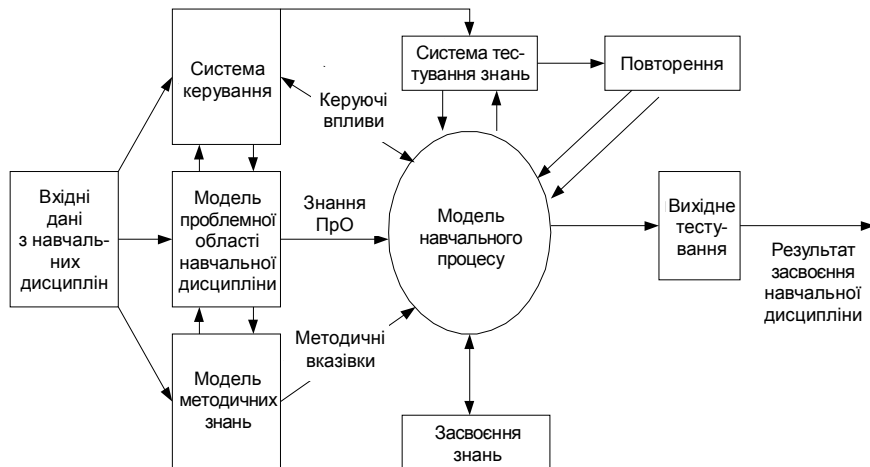 Система
керування
Система тес-
тування знань
Повторення
Керуючі
впливи
Вхідні
дані
з навчаль-
них
дисциплін
Модель
проблемної
області
навчальної
дисципліни
Знання
ПрО
Модель
навчального
процесу
Вихідне
тесту-
вання
Результат
засвоєння
навчальної
дисципліни
Методичні
вказівки
Модель
методичних
знань
Засвоєння
знань